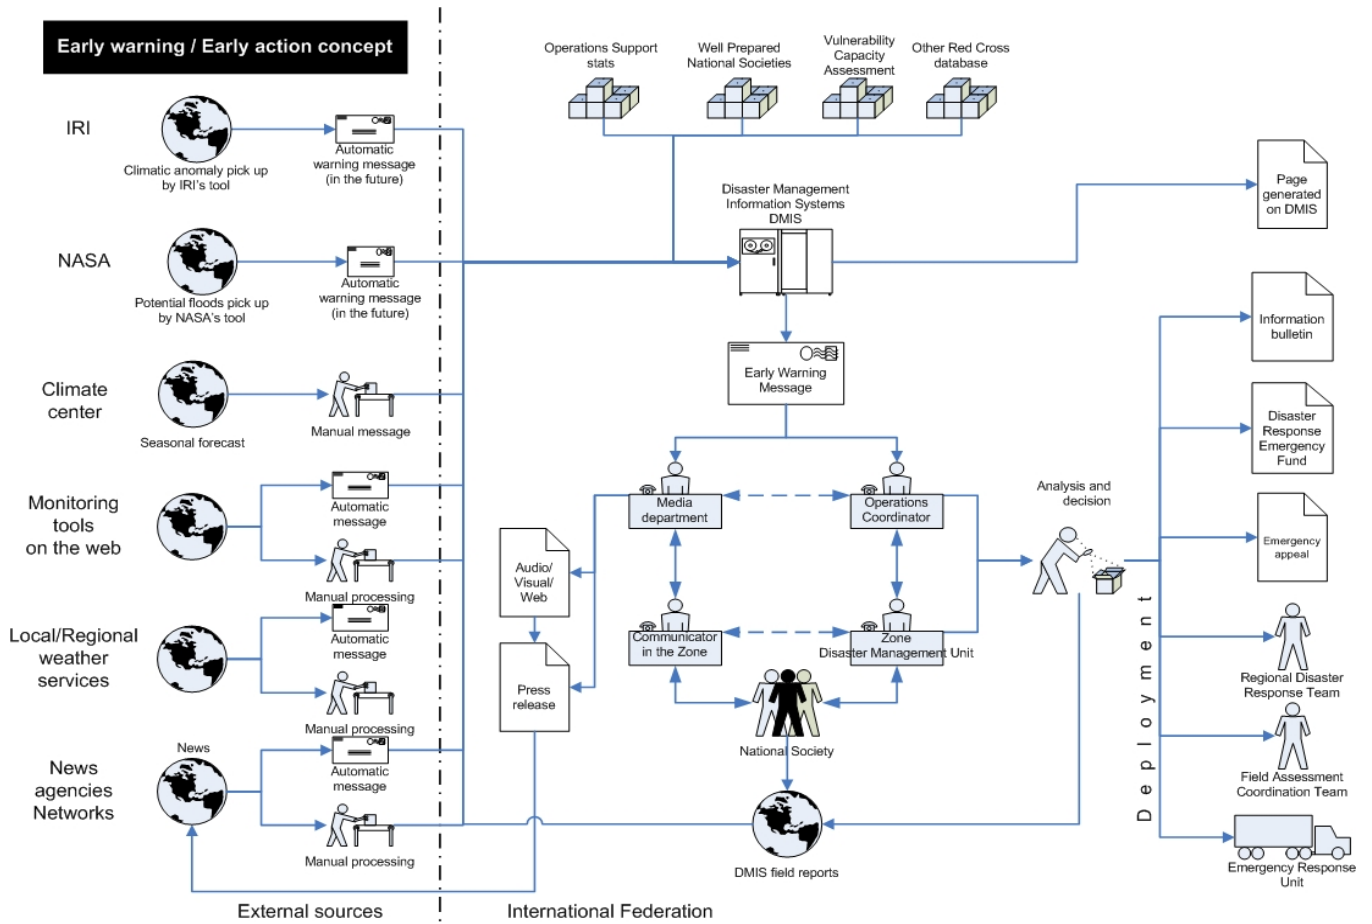 Early warning / Early action concept
IRI
Climatic anomaly pick up
by IRI's tool
Automatic
warning message
(in the future)
NASA
Potential floods pick up
by NASA's tool
Automatic
warning message
(in the future)
Climate
center
Seasonal forecast
Manual message
Monitoring
tools
on the web
Automatic
message
Manual processing
Local/Regional
weather
services
Automatic
message
Manual processing
News
agencies
Networks
News
Automatic
message
Manual processing
External sources
Operations Support
stats
Well Prepared
National Societies
Vulnerability
Capacity
Assessment
Other Red Cross
database
Disaster Management
Information Systems
DMIS
Early Warning
Message
Media
department
Operations
Coordinator
Audio/
Visual/
Web
Press
release
Communicator
in the Zone
Zone
Disaster Management Unit
National Society
DMIS field reports
International Federation
Analysis and
decision
Deployment
Page
generated
on DMIS
Information
bulletin
Disaster
Response
Emergency
Fund
Emergency
appeal
Regional Disaster
Response Team
Field Assessment
Coordination Team
Emergency Response
Unit